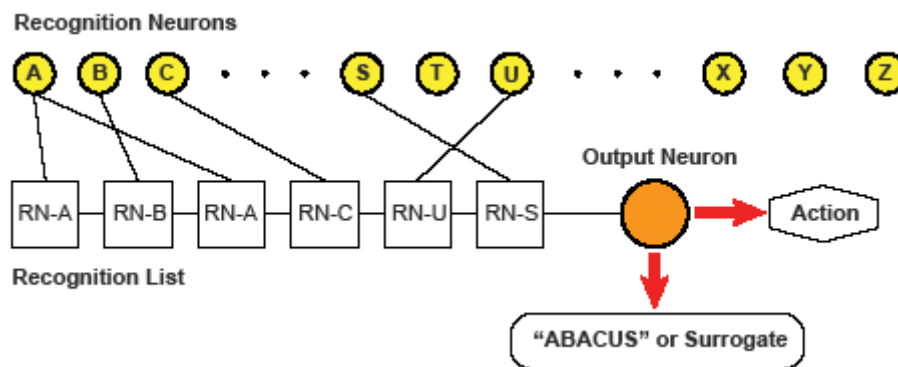 Recognition Neurons
A B C . . . S T U . . . X Y Z
Output Neuron
RN-A RN-B RN-A RN-C RN-U RN-S
Action
Recognition List
“ABACUS” or Surrogate